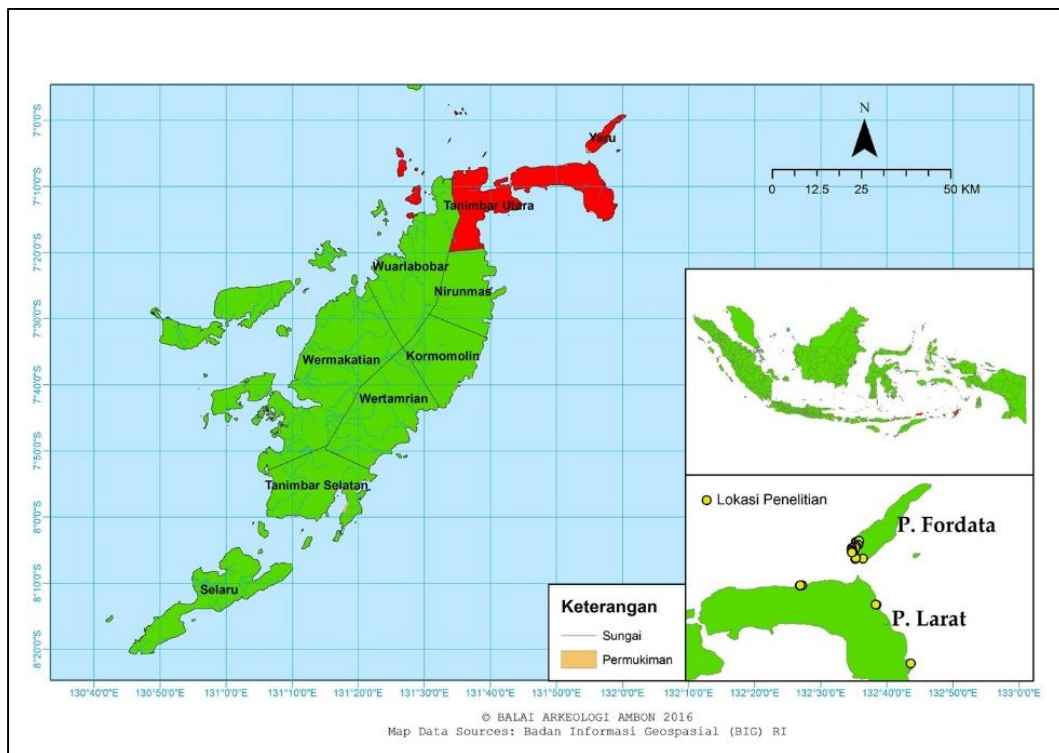 N
0 12.5 25 50 KM
7°0'0"S
7°10'0"S
7°20'0"S
7°30'0"S
7°40'0"S
7°50'0"S
8°0'0"S
8°10'0"S
8°20'0"S
Yaru
Tanimbar Utara
Wuarlabobar
Nirunmas
Wermakatian
Kormomolin
Wertamrian
Tanimbar Selatan
Selaru
Lokasi Penelitian
P. Fordata
P. Larat
Keterangan
Sungai
Permukiman
130°40'0"E 130°50'0"E 131°0'0"E 131°10'0"E 131°20'0"E 131°30'0"E 131°40'0"E 131°50'0"E 132°0'0"E 132°10'0"E 132°20'0"E 132°30'0"E 132°40'0"E 132°50'0"E 133°0'0"E
© BALAI ARKEOLOGI AMBON 2016
Map Data Sources: Badan Informasi Geospasial (BIG) RI